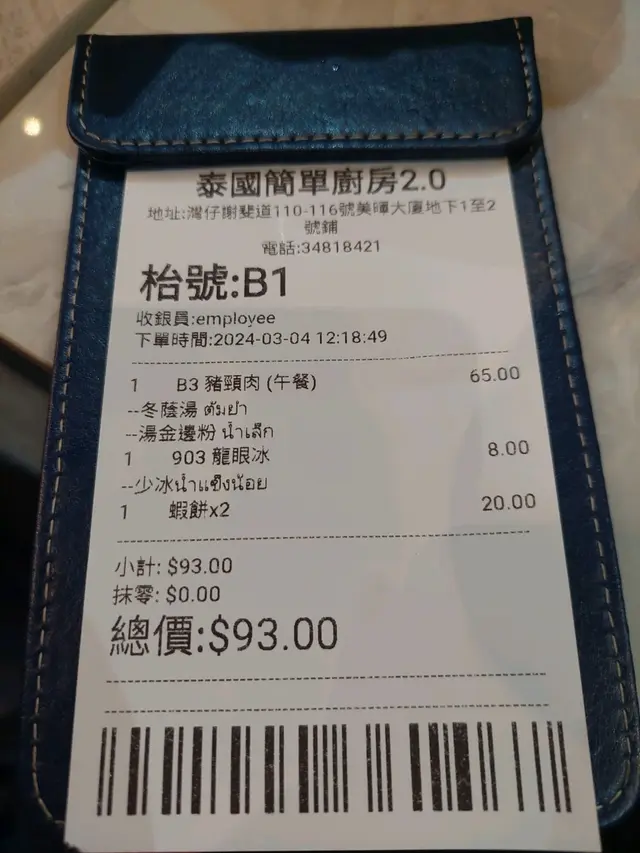 泰國簡單廚房2.0
地址:灣仔謝斐道110-116號美暉大廈地下1至2
號鋪
電話:34818421
枱號:B1
收銀員:employee
下單時間:2024-03-04 12:18:49
1 B3 豬頸肉 (午餐) 65.00
--冬蔭湯 ต้มยำ
--湯金邊粉 น้ำเล็ก
1 903 龍眼冰 8.00
--少冰น้ำแข็งน้อย
1 蝦餅x2 20.00
小計: $93.00
抹零: $0.00
總價:$93.00